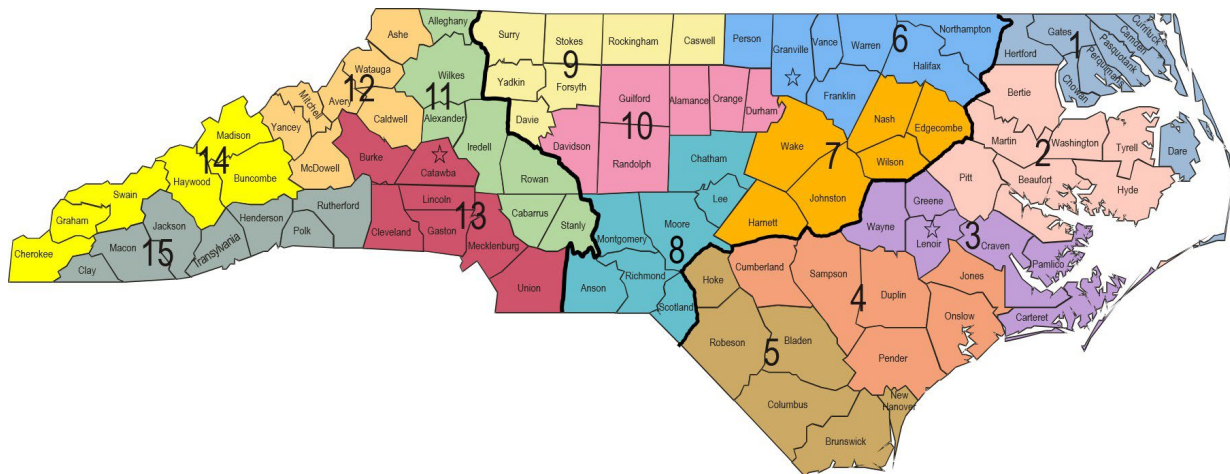 Alleghany
Ashe
Surry
Stokes
Rockingham
Caswell
Person
Granville
Vance
Warren
6
Northampton
Hertford
Gates
1
Currituck
Camden
Pasquotank
Perquimans
Chowan
Watauga
12
Wilkes
11
Yadkin
9
Forsyth
Halifax
Franklin
Bertie
Mitchell
Avery
Caldwell
Alexander
Davie
Guilford
10
Alamance
Orange
Durham
Nash
Edgecombe
Martin
2
Washington
Tyrell
Dare
Madison
Yancey
McDowell
Burke
Catawba
Iredell
Davidson
Randolph
Chatham
Wake
7
Wilson
Pitt
Beaufort
Hyde
14
Buncombe
Haywood
Swain
Rutherford
Lincoln
Rowan
Lee
Johnston
Greene
Graham
Jackson
Henderson
Polk
Cleveland
Gaston
13
Cabarrus
Stanly
Montgomery
Moore
Harnett
Wayne
Lenoir
3
Craven
Pamlico
Cherokee
Macon
15
Transylvania
Clay
Mecklenburg
Union
8
Anson
Richmond
Scotland
Hoke
Cumberland
Sampson
4
Duplin
Jones
Onslow
Carteret
Robeson
5
Bladen
Pender
Columbus
New
Hanover
Brunswick